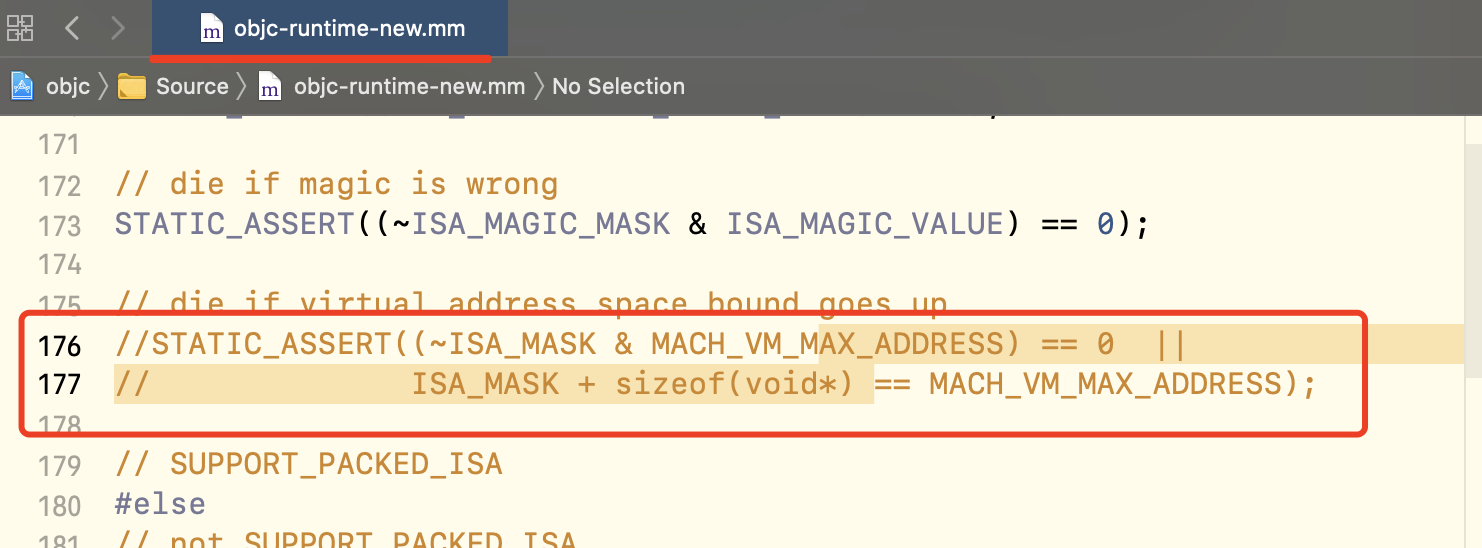 objc-runtime-new.mm
objc 〉 Source 〉 objc-runtime-new.mm 〉 No Selection
171
172 // die if magic is wrong
173 STATIC_ASSERT((~ISA_MAGIC_MASK & ISA_MAGIC_VALUE) == 0);
174
175 // die if virtual address space bound goes up
176 //STATIC_ASSERT((~ISA_MASK & MACH_VM_MAX_ADDRESS) == 0  ||
177 //              ISA_MASK + sizeof(void*) == MACH_VM_MAX_ADDRESS);
178
179 // SUPPORT_PACKED_ISA
180 #else
181 // not SUPPORT_PACKED_ISA